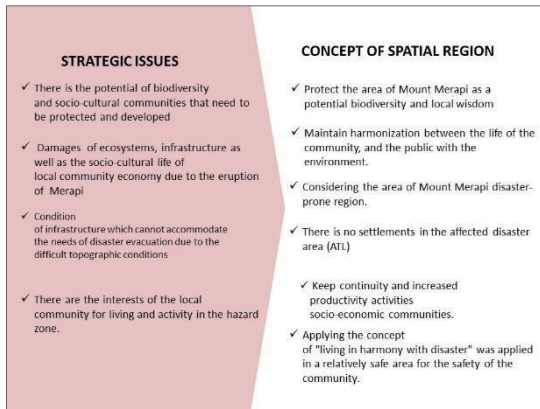 STRATEGIC ISSUES
✓ There is the potential of biodiversity
and socio-cultural communities that need to
be protected and developed
✓ Damages of ecosystems, infrastructure as
well as the socio-cultural life of
local community economy due to the eruption
of Merapi
✓ Condition
of infrastructure which cannot accommodate
the needs of disaster evacuation due to the
difficult topographic conditions
✓ There are the interests of the local
community for living and activity in the hazard
zone.
CONCEPT OF SPATIAL REGION
✓ Protect the area of Mount Merapi as a
potential biodiversity and local wisdom
✓ Maintain harmonization between the life of the
community, and the public with the
environment.
✓ Considering the area of Mount Merapi disaster-
prone region.
✓ There is no settlements in the affected disaster
area (ATL)
✓ Keep continuity and increased
productivity activities
socio-economic communities.
✓ Applying the concept
of "living in harmony with disaster" was applied
in a relatively safe area for the safety of the
community.